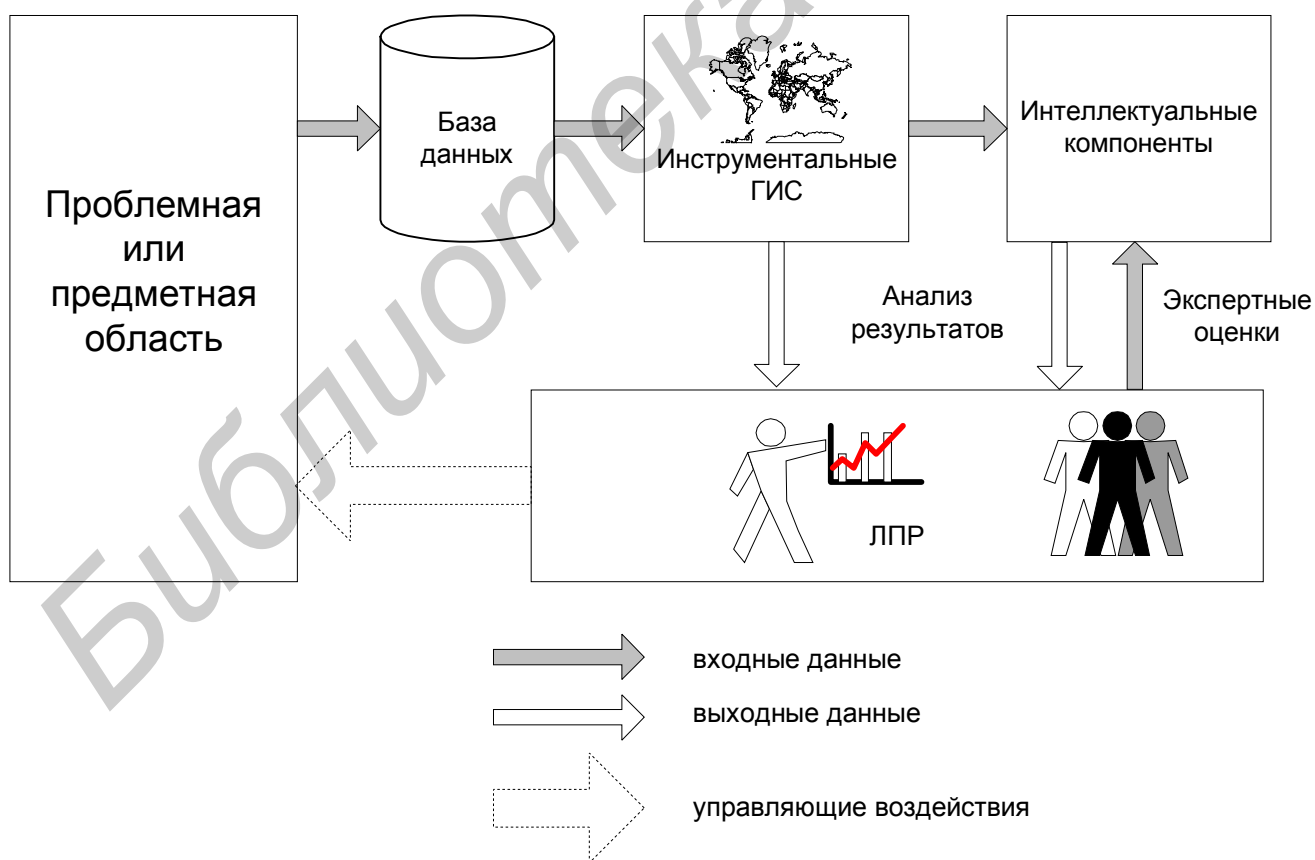 Проблемная
или
предметная
область
База
данных
Инструментальные
ГИС
Интеллектуальные
компоненты
Анализ
результатов
Экспертные
оценки
ЛПР
входные данные
выходные данные
управляющие воздействия
Библиотека